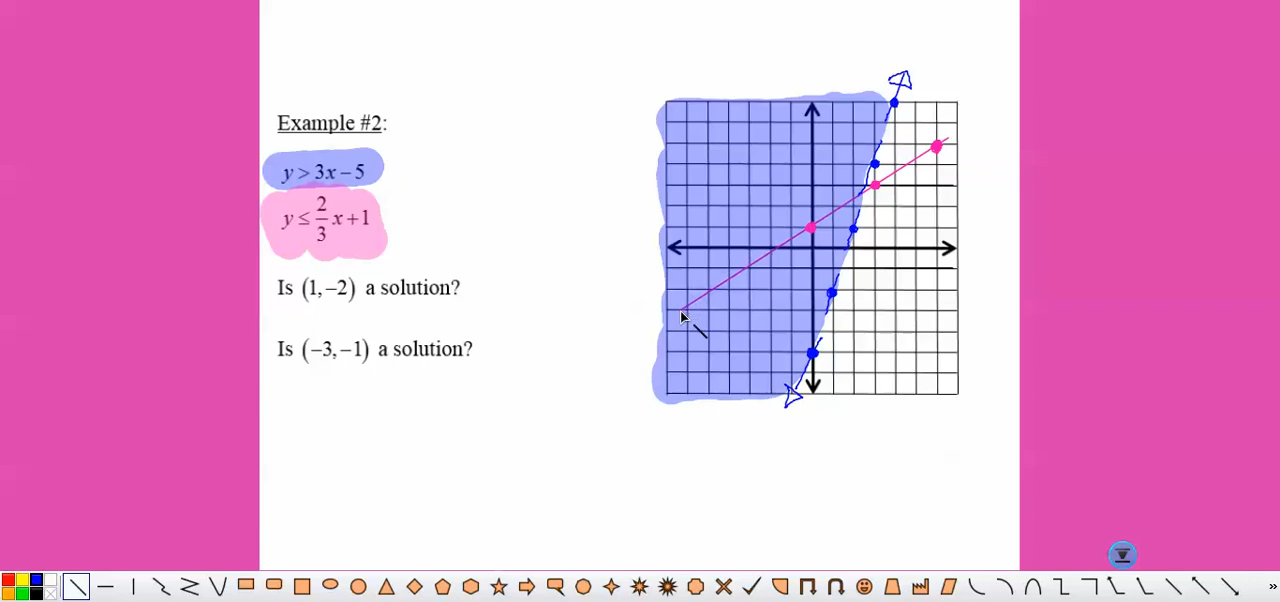 Example #2:
y > 3x − 5
y ≤ 2/3 x + 1
Is (1, −2) a solution?
Is (−3, −1) a solution?
»